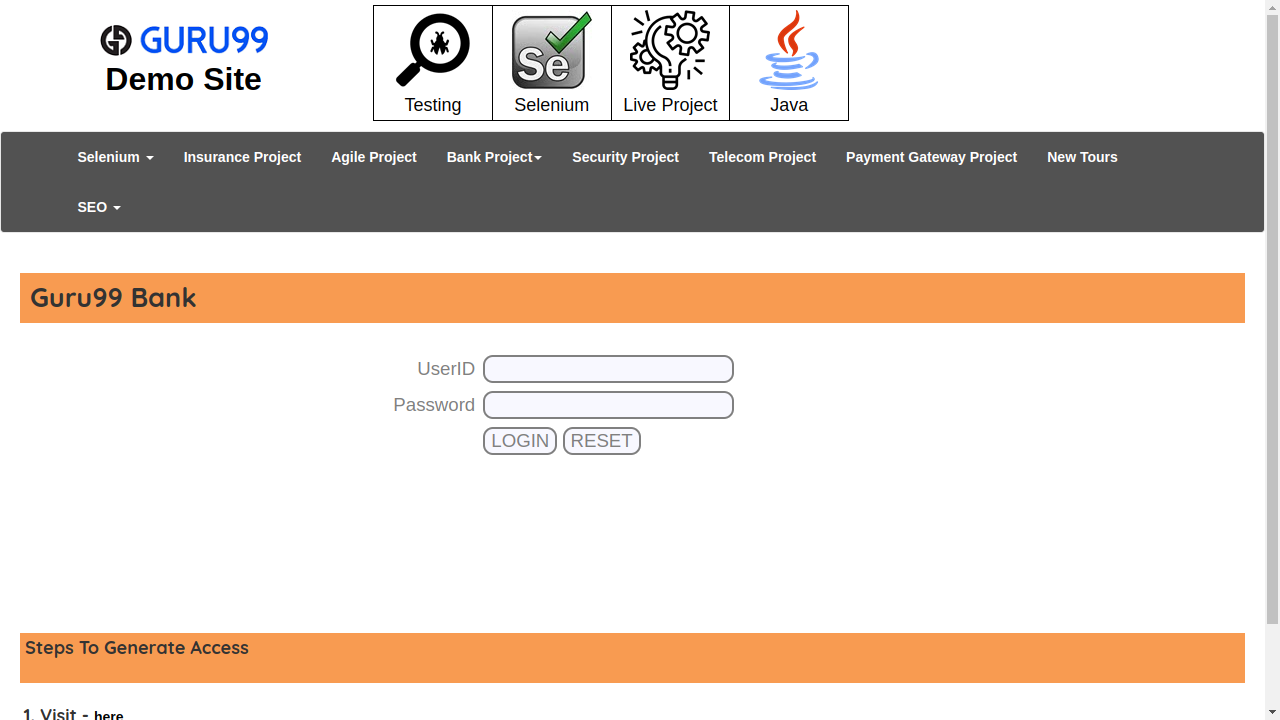 GURU99
Demo Site
Testing
Se
Selenium
Live Project
Java
Selenium
Insurance Project
Agile Project
Bank Project
Security Project
Telecom Project
Payment Gateway Project
New Tours
SEO
Guru99 Bank
UserID
Password
LOGIN
RESET
Steps To Generate Access
1. Visit - here